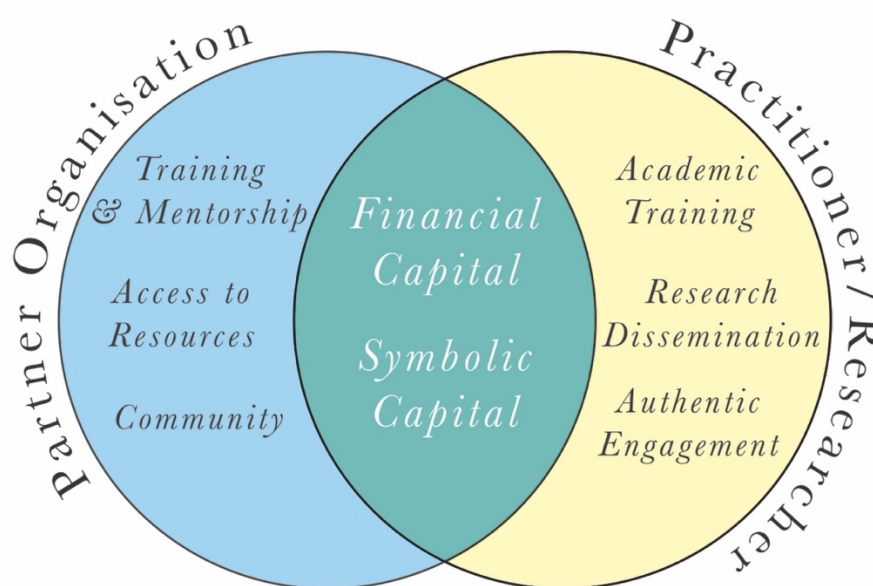 Partner Organisation
Practitioner / Researcher
Training
& Mentorship
Access to
Resources
Community
Financial
Capital
Symbolic
Capital
Academic
Training
Research
Dissemination
Authentic
Engagement